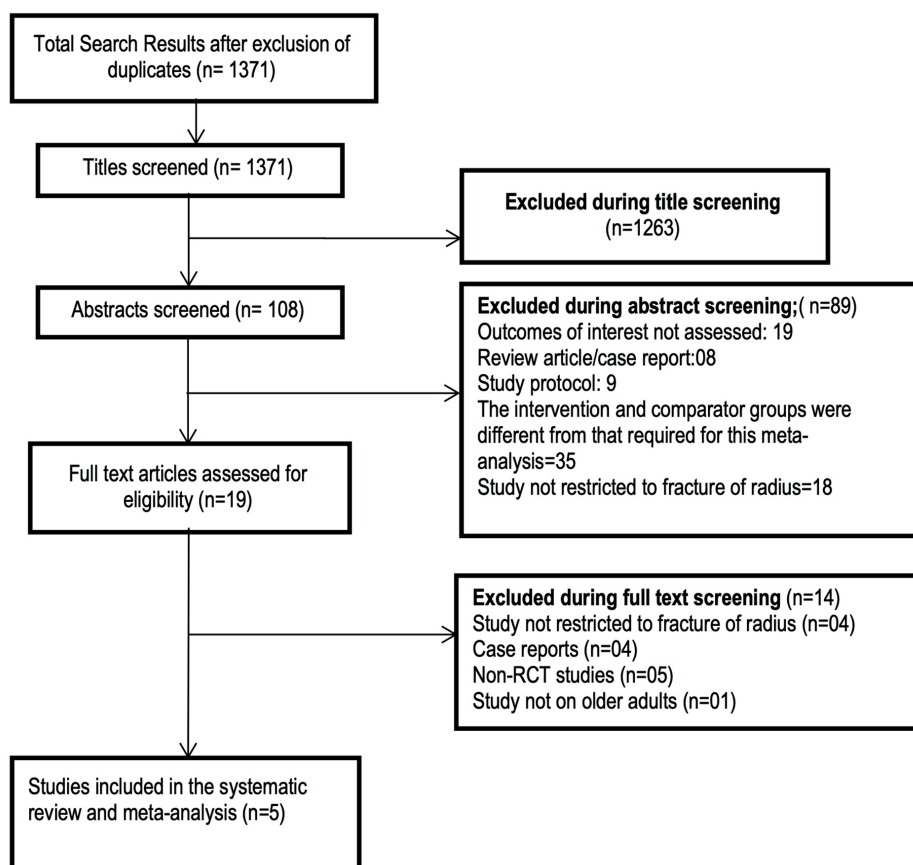 Total Search Results after exclusion of
duplicates (n= 1371)
Titles screened (n= 1371)
Excluded during title screening
(n=1263)
Abstracts screened (n= 108)
Excluded during abstract screening;( n=89)
Outcomes of interest not assessed: 19
Review article/case report:08
Study protocol: 9
The intervention and comparator groups were
different from that required for this meta-
analysis=35
Study not restricted to fracture of radius=18
Full text articles assessed for
eligibility (n=19)
Excluded during full text screening (n=14)
Study not restricted to fracture of radius (n=04)
Case reports (n=04)
Non-RCT studies (n=05)
Study not on older adults (n=01)
Studies included in the systematic
review and meta-analysis (n=5)